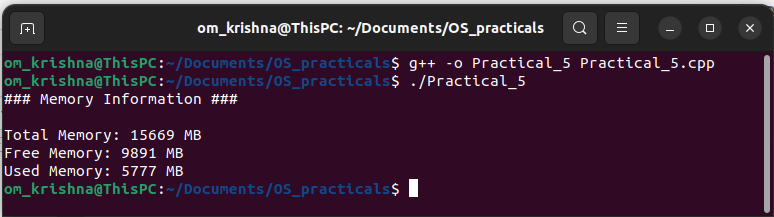 om_krishna@ThisPC: ~/Documents/OS_practicals
om_krishna@ThisPC:~/Documents/OS_practicals$ g++ -o Practical_5 Practical_5.cpp
om_krishna@ThisPC:~/Documents/OS_practicals$ ./Practical_5
### Memory Information ###
Total Memory: 15669 MB
Free Memory: 9891 MB
Used Memory: 5777 MB
om_krishna@ThisPC:~/Documents/OS_practicals$